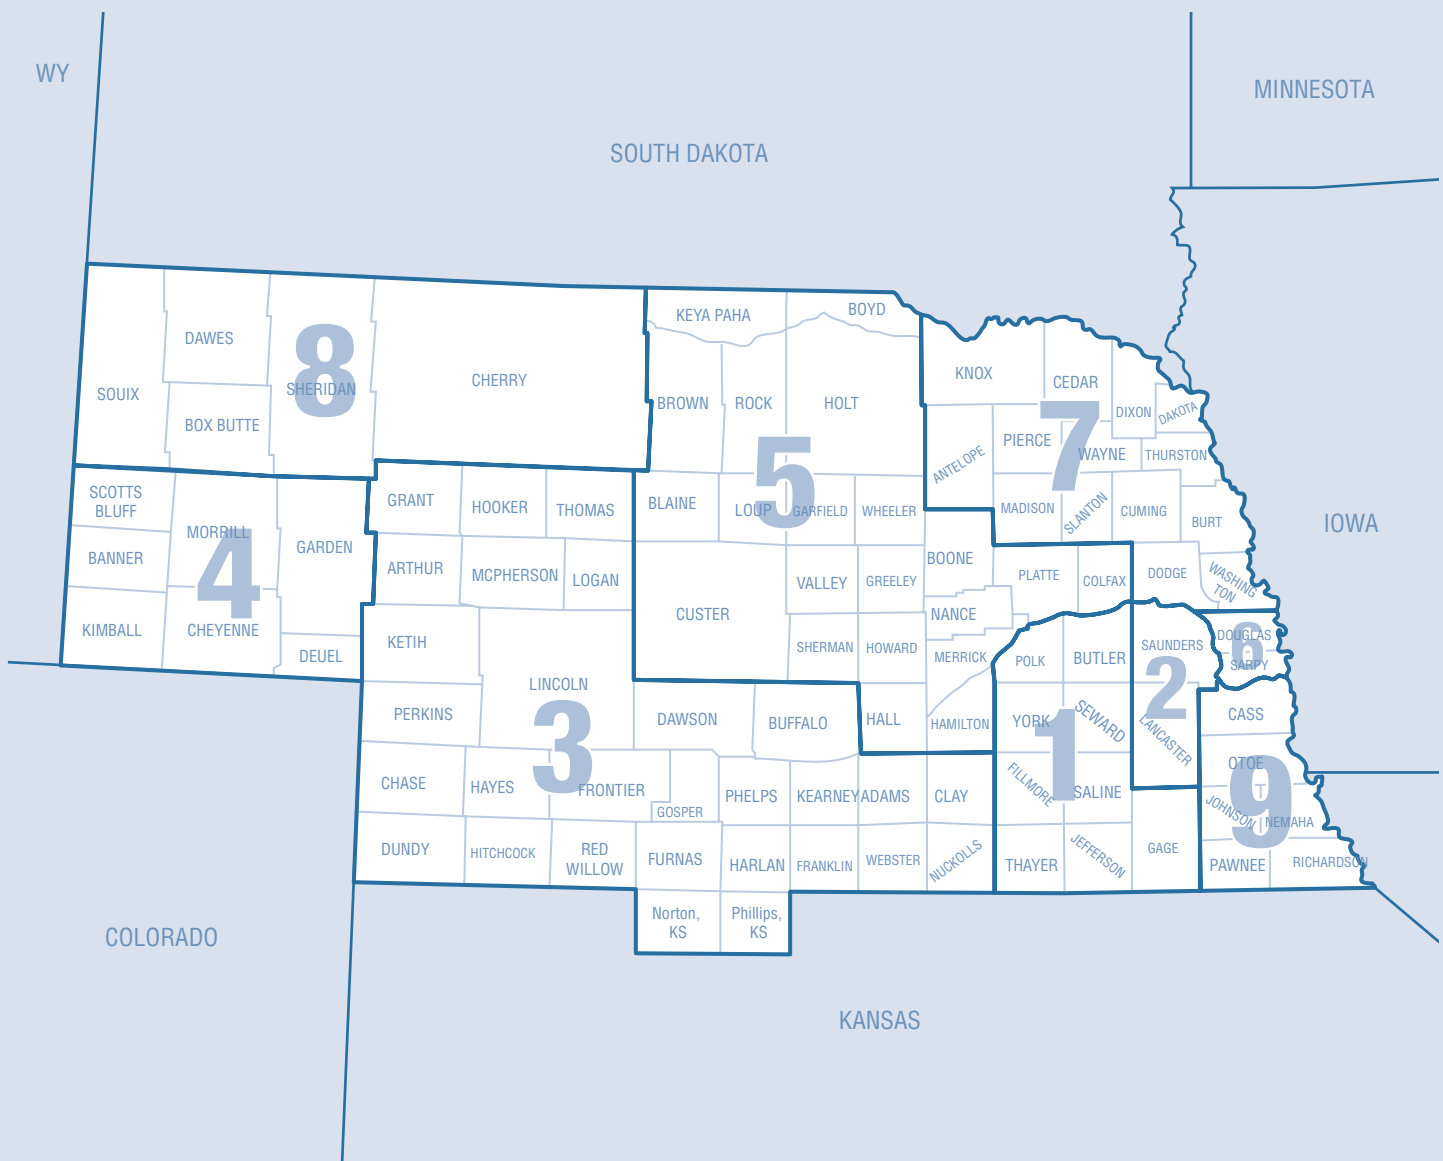 WY
MINNESOTA
SOUTH DAKOTA
KEYA PAHA
BOYD
DAWES
8
SHERIDAN
CHERRY
SOUIX
BOX BUTTE
BROWN
ROCK
HOLT
KNOX
CEDAR
DIXON
DAKOTA
7
PIERCE
WAYNE
THURSTON
ANTELOPE
5
SCOTTS
BLUFF
GRANT
HOOKER
THOMAS
BLAINE
LOUP
GARFIELD
WHEELER
MADISON
SLANTON
CUMING
BURT
IOWA
MORRILL
GARDEN
BANNER
4
ARTHUR
MCPHERSON
LOGAN
CUSTER
VALLEY
GREELEY
BOONE
PLATTE
COLFAX
DODGE
WASHING
TON
NANCE
KIMBALL
CHEYENNE
DEUEL
KETIH
SHERMAN
HOWARD
MERRICK
POLK
BUTLER
SAUNDERS
DOUGLAS
6
SARPY
2
LINCOLN
PERKINS
3
DAWSON
BUFFALO
HALL
HAMILTON
YORK
SEWARD
1
LANCASTER
CASS
CHASE
HAYES
FRONTIER
GOSPER
PHELPS
KEARNEY
ADAMS
CLAY
FILLMORE
SALINE
OTOE
9
JOHNSON
NEMAHA
DUNDY
HITCHCOCK
RED
WILLOW
FURNAS
HARLAN
FRANKLIN
WEBSTER
NUCKOLLS
THAYER
JEFFERSON
GAGE
PAWNEE
RICHARDSON
Norton,
KS
Phillips,
KS
COLORADO
KANSAS